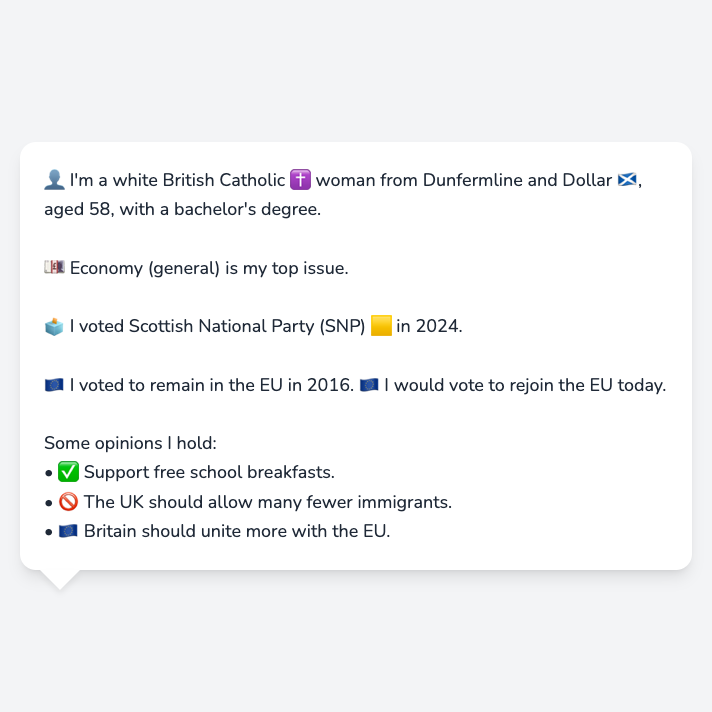 👤 I'm a white British Catholic ✝️ woman from Dunfermline and Dollar 🏴󠁧󠁢󠁳󠁣󠁴󠁿,
aged 58, with a bachelor's degree.
💷 Economy (general) is my top issue.
🗳️ I voted Scottish National Party (SNP) 🟨 in 2024.
🇪🇺 I voted to remain in the EU in 2016. 🇪🇺 I would vote to rejoin the EU today.
Some opinions I hold:
• ✅ Support free school breakfasts.
• 🚫 The UK should allow many fewer immigrants.
• 🇪🇺 Britain should unite more with the EU.